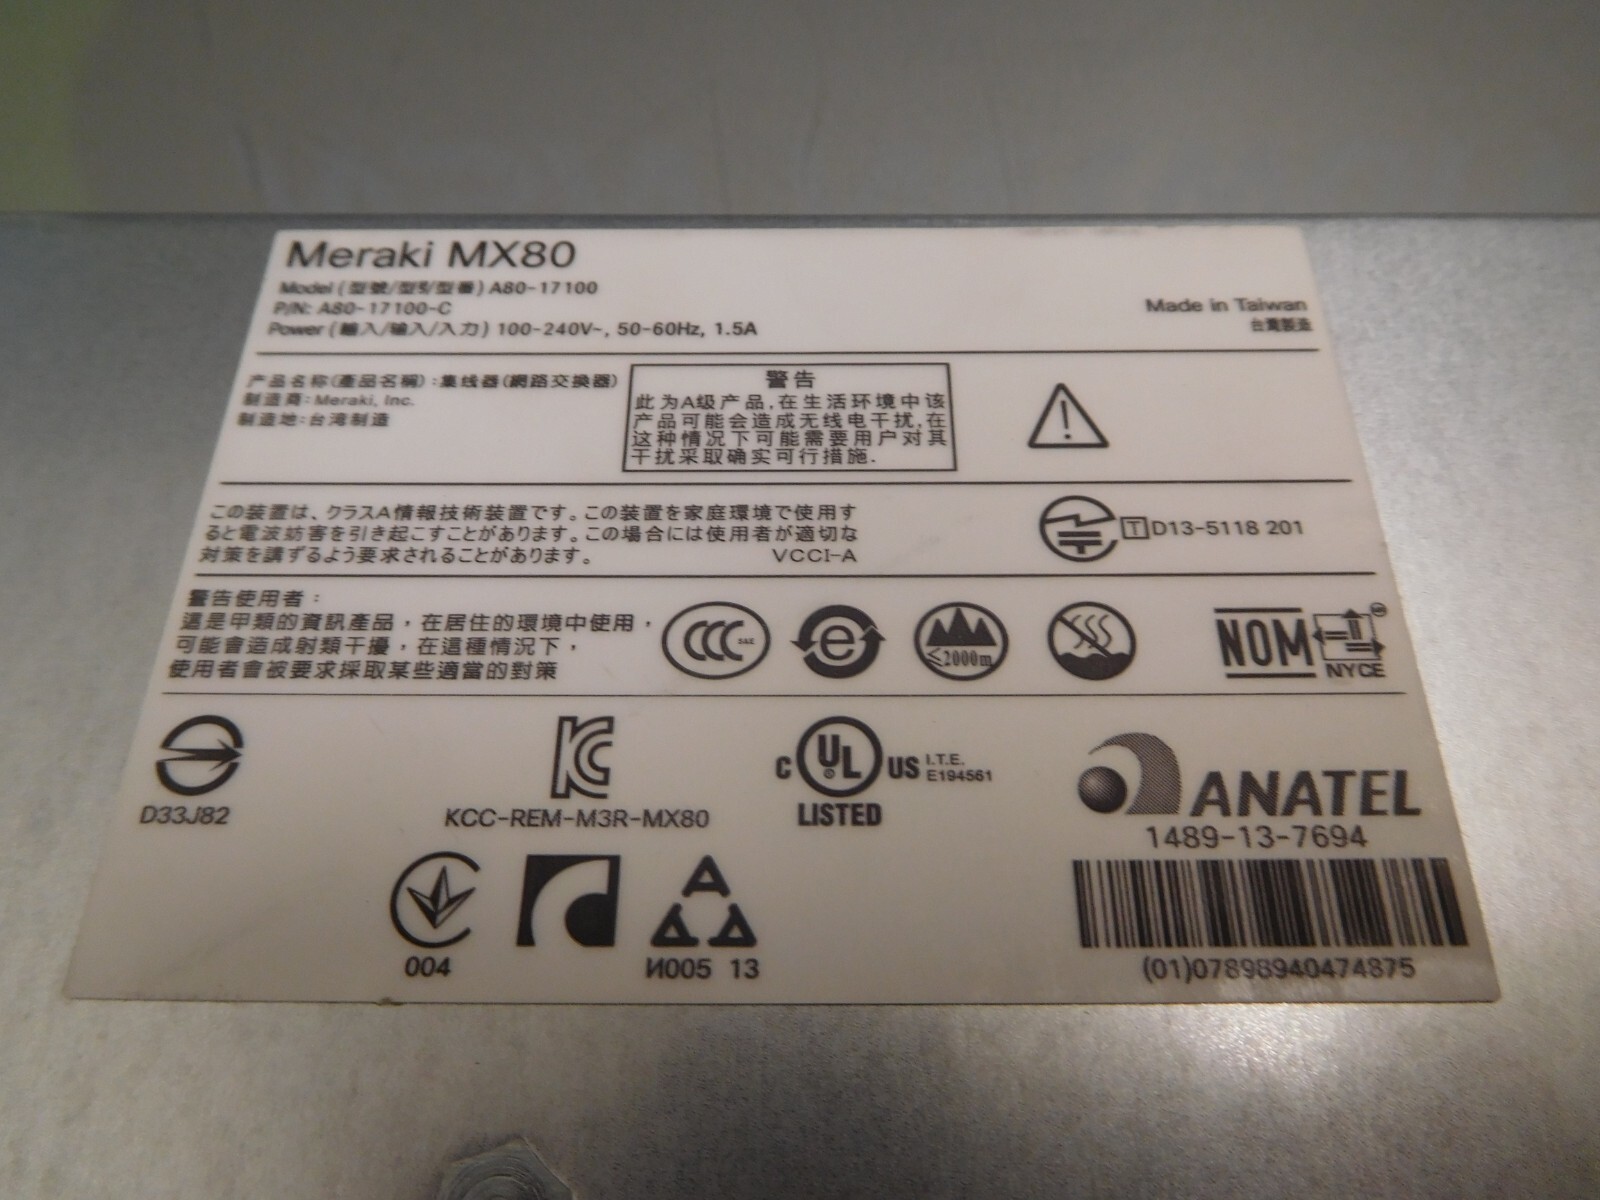 Meraki MX80
Model (型號/型号/型番) A80-17100
P/N: A80-17100-C
Power (輸入/输入/入力) 100-240V~, 50-60Hz, 1.5A
Made in Taiwan
台灣製造
产品名称(產品名稱):集线器(網路交換器)
制造商:Meraki, Inc.
制造地:台湾制造
警告
此为A级产品,在生活环境中该
产品可能会造成无线电干扰,在
这种情况下可能需要用户对其
干扰采取确实可行措施.
この装置は、クラスA情報技術装置です。この装置を家庭環境で使用す
ると電波妨害を引き起こすことがあります。この場合には使用者が適切な
対策を講ずるよう要求されることがあります。 VCCI-A
T D13-5118 201
警告使用者：
這是甲類的資訊產品，在居住的環境中使用，
可能會造成射頻干擾，在這種情況下，
使用者會被要求採取某些適當的對策
CCC S&E
e
≤2000m
NOM
NYCE
D33J82
KC
KCC-REM-M3R-MX80
C UL US
LISTED
I.T.E.
E194561
ANATEL
1489-13-7694
(01)07898940474875
004
И005 13